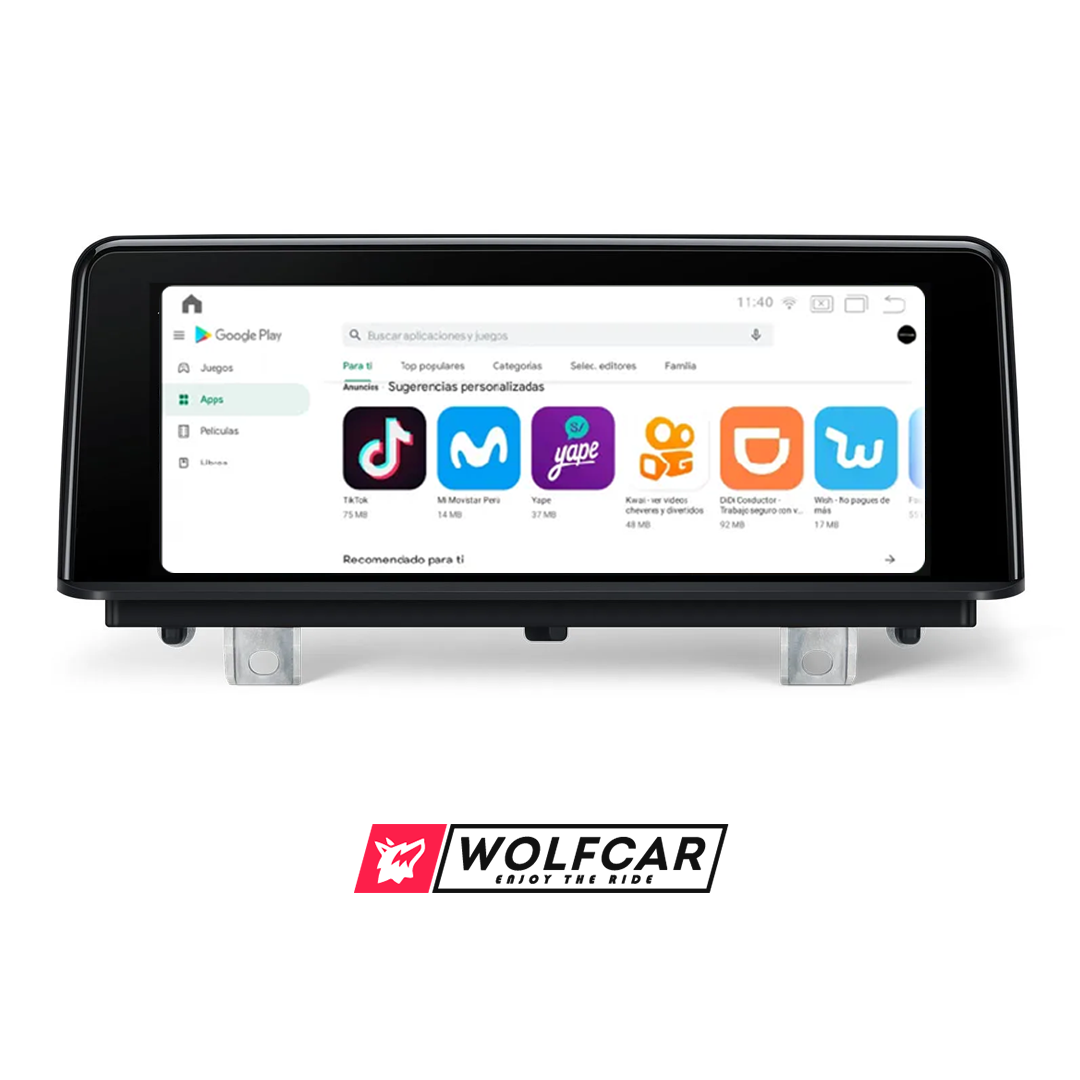 11:40
Google Play
Buscar aplicaciones y juegos
Juegos
Apps
Películas
Para ti Top populares Categorías Selec. editores Familia
Anuncios · Sugerencias personalizadas
S/
yape
TikTok
75 MB
Mi Movistar Perú
14 MB
Yape
37 MB
Kwai - ver videos
cheveres y divertidos
48 MB
DiDi Conductor -
Trabajo seguro con v...
92 MB
Wish - No pagues de
más
17 MB
Recomendado para ti
WOLFCAR
ENJOY THE RIDE